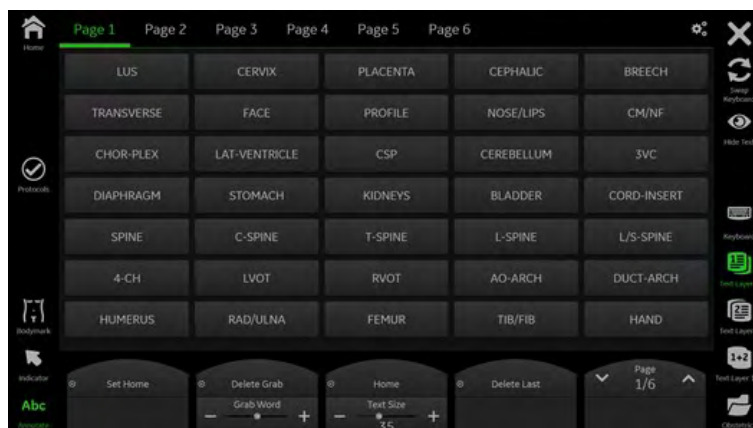 Page 1 Page 2 Page 3 Page 4 Page 5 Page 6
Home
LUS CERVIX PLACENTA CEPHALIC BREECH
Swap
Keyboard
TRANSVERSE FACE PROFILE NOSE/LIPS CM/NF
Hide Text
CHOR-PLEX LAT-VENTRICLE CSP CEREBELLUM 3VC
Protocols
DIAPHRAGM STOMACH KIDNEYS BLADDER CORD-INSERT
SPINE C-SPINE T-SPINE L-SPINE L/S-SPINE
Keyboard
4-CH LVOT RVOT AO-ARCH DUCT-ARCH
Text Layer
HUMERUS RAD/ULNA FEMUR TIB/FIB HAND
Bodymark
Text Layer
1+2
Indicator
Set Home Delete Grab Home Delete Last Page
1/6
Text Layer
Abc
Grab Word Text Size
35
Annotate